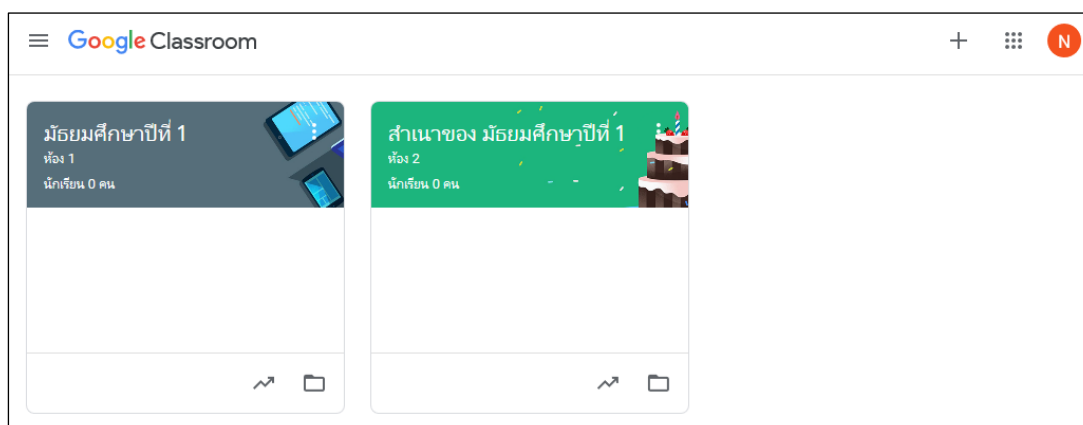 Google Classroom
N
มัธยมศึกษาปีที่ 1
ห้อง 1
นักเรียน 0 คน
สำเนาของ มัธยมศึกษาปีที่ 1
ห้อง 2
นักเรียน 0 คน